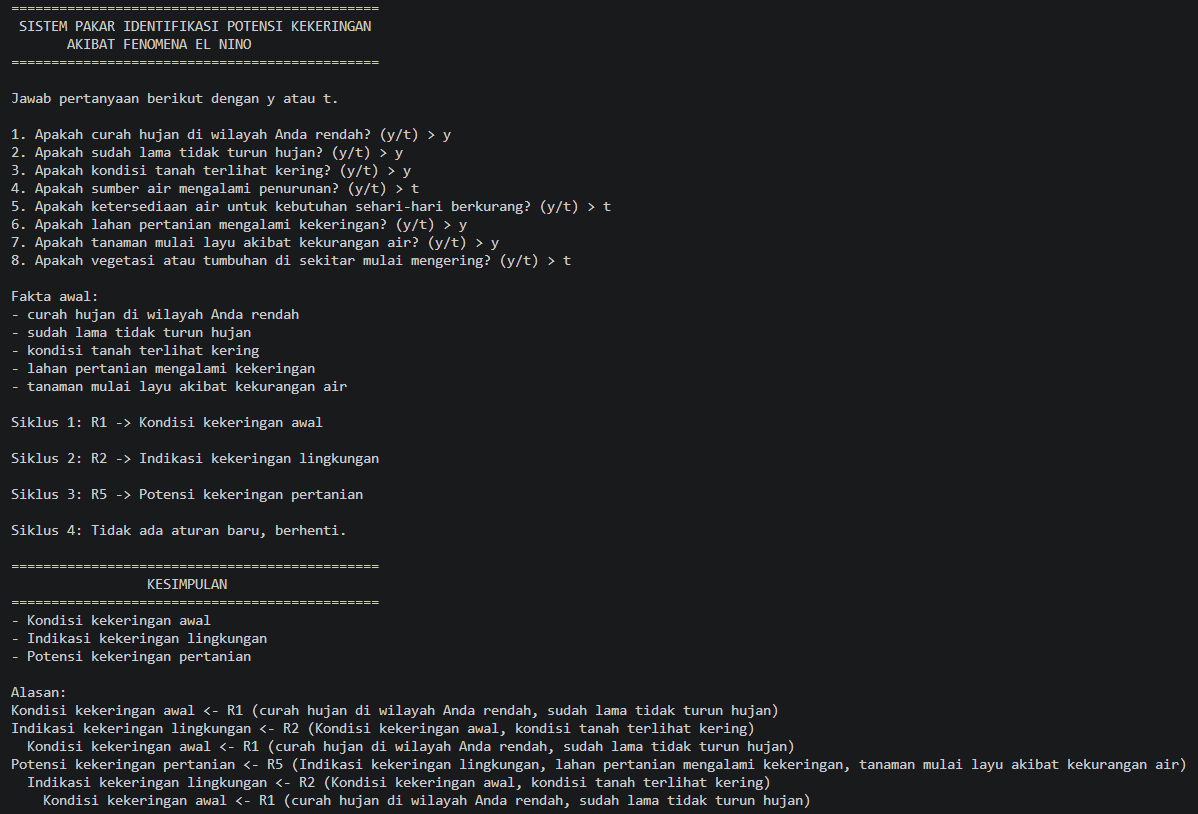 ==============================================
SISTEM PAKAR IDENTIFIKASI POTENSI KEKERINGAN
AKIBAT FENOMENA EL NINO
==============================================
Jawab pertanyaan berikut dengan y atau t.
1. Apakah curah hujan di wilayah Anda rendah? (y/t) > y
2. Apakah sudah lama tidak turun hujan? (y/t) > y
3. Apakah kondisi tanah terlihat kering? (y/t) > y
4. Apakah sumber air mengalami penurunan? (y/t) > t
5. Apakah ketersediaan air untuk kebutuhan sehari-hari berkurang? (y/t) > t
6. Apakah lahan pertanian mengalami kekeringan? (y/t) > y
7. Apakah tanaman mulai layu akibat kekurangan air? (y/t) > y
8. Apakah vegetasi atau tumbuhan di sekitar mulai mengering? (y/t) > t
Fakta awal:
- curah hujan di wilayah Anda rendah
- sudah lama tidak turun hujan
- kondisi tanah terlihat kering
- lahan pertanian mengalami kekeringan
- tanaman mulai layu akibat kekurangan air
Siklus 1: R1 -> Kondisi kekeringan awal
Siklus 2: R2 -> Indikasi kekeringan lingkungan
Siklus 3: R5 -> Potensi kekeringan pertanian
Siklus 4: Tidak ada aturan baru, berhenti.
==============================================
KESIMPULAN
==============================================
- Kondisi kekeringan awal
- Indikasi kekeringan lingkungan
- Potensi kekeringan pertanian
Alasan:
Kondisi kekeringan awal <- R1 (curah hujan di wilayah Anda rendah, sudah lama tidak turun hujan)
Indikasi kekeringan lingkungan <- R2 (Kondisi kekeringan awal, kondisi tanah terlihat kering)
Kondisi kekeringan awal <- R1 (curah hujan di wilayah Anda rendah, sudah lama tidak turun hujan)
Potensi kekeringan pertanian <- R5 (Indikasi kekeringan lingkungan, lahan pertanian mengalami kekeringan, tanaman mulai layu akibat kekurangan air)
Indikasi kekeringan lingkungan <- R2 (Kondisi kekeringan awal, kondisi tanah terlihat kering)
Kondisi kekeringan awal <- R1 (curah hujan di wilayah Anda rendah, sudah lama tidak turun hujan)